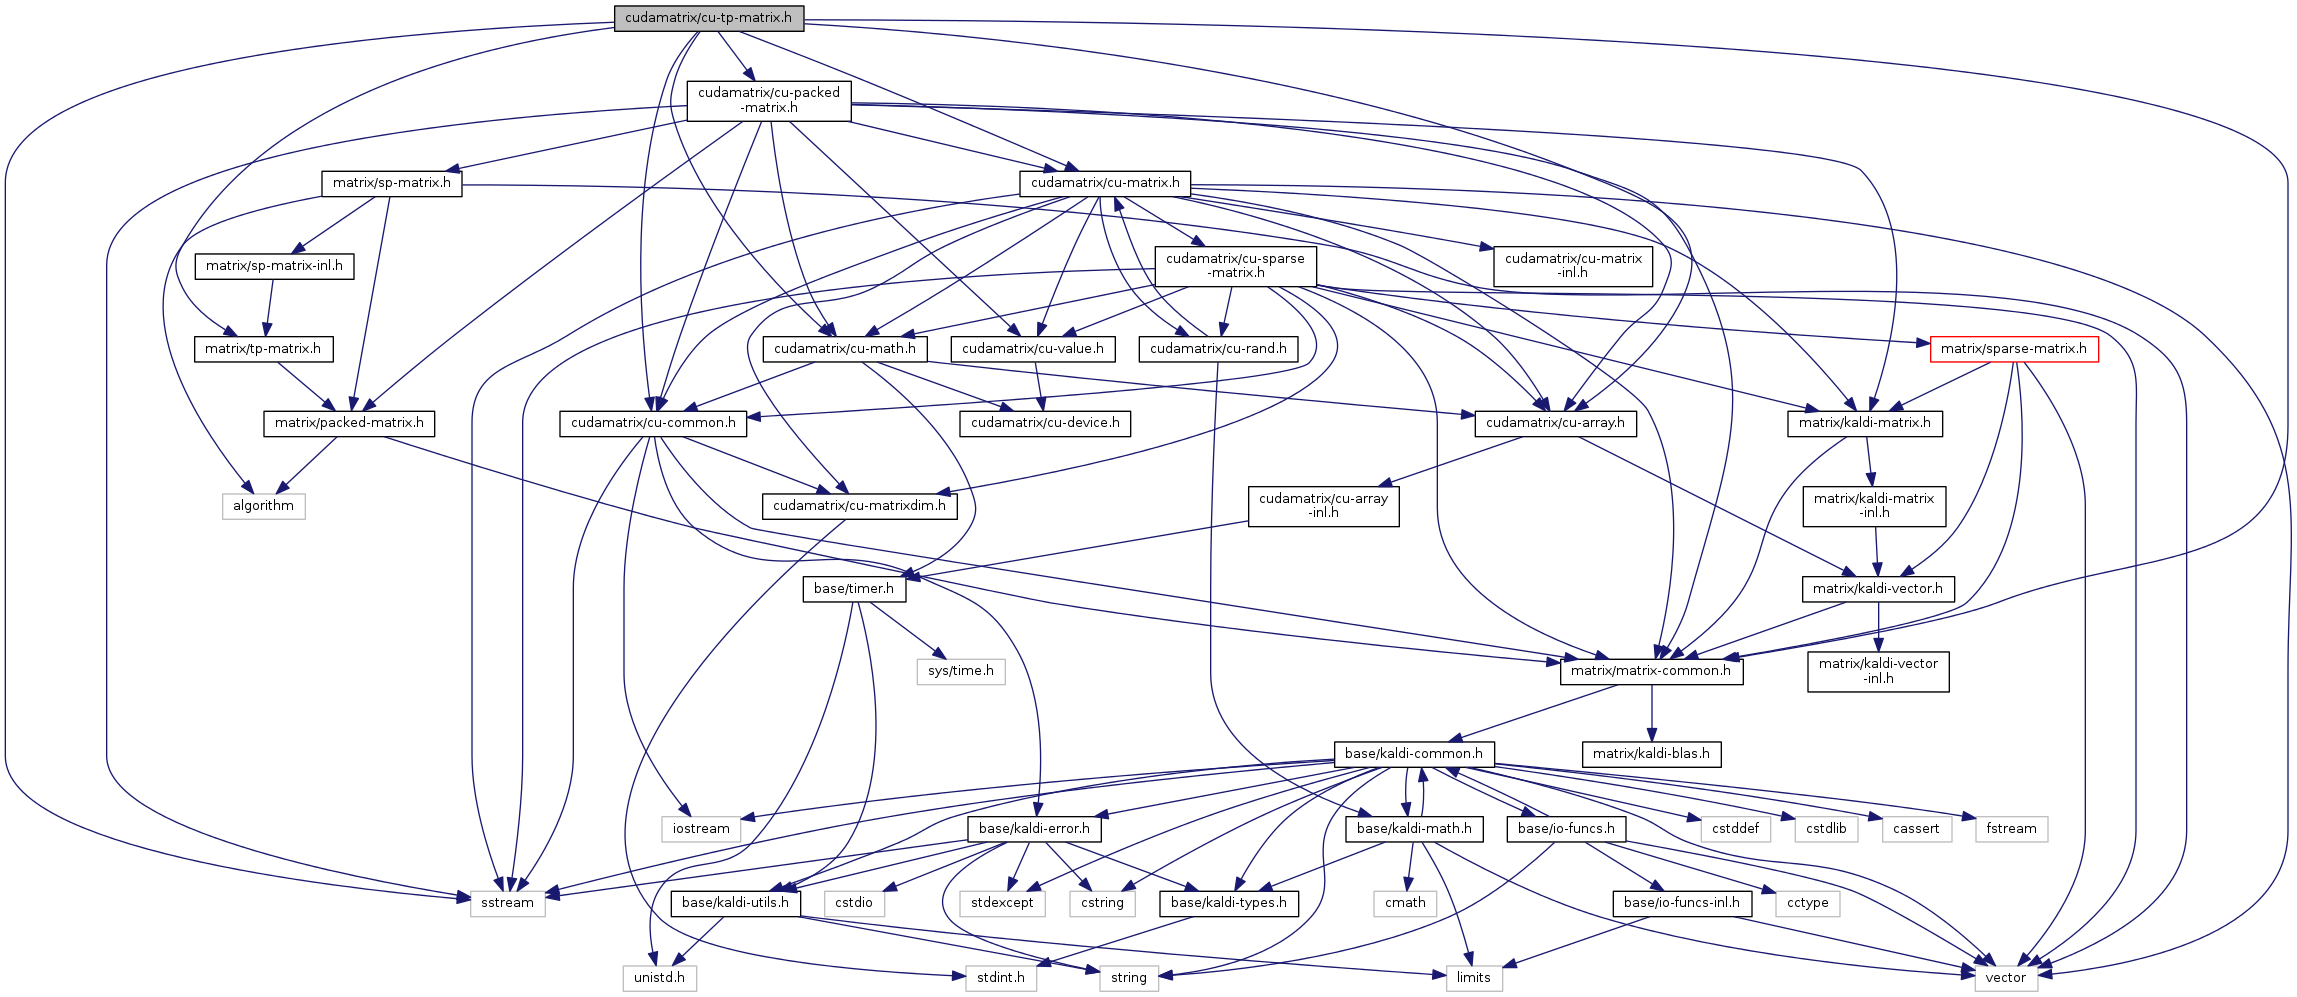 cudamatrix/cu-tp-matrix.h
cudamatrix/cu-packed
-matrix.h
matrix/sp-matrix.h
cudamatrix/cu-matrix.h
matrix/sp-matrix-inl.h
cudamatrix/cu-sparse
-matrix.h
cudamatrix/cu-matrix
-inl.h
matrix/tp-matrix.h
cudamatrix/cu-math.h
cudamatrix/cu-value.h
cudamatrix/cu-rand.h
matrix/sparse-matrix.h
matrix/packed-matrix.h
cudamatrix/cu-common.h
cudamatrix/cu-device.h
cudamatrix/cu-array.h
matrix/kaldi-matrix.h
algorithm
cudamatrix/cu-matrixdim.h
cudamatrix/cu-array
-inl.h
matrix/kaldi-matrix
-inl.h
base/timer.h
matrix/kaldi-vector.h
sys/time.h
matrix/matrix-common.h
matrix/kaldi-vector
-inl.h
base/kaldi-common.h
matrix/kaldi-blas.h
iostream
base/kaldi-error.h
base/kaldi-math.h
base/io-funcs.h
cstddef
cstdlib
cassert
fstream
sstream
base/kaldi-utils.h
cstdio
stdexcept
cstring
base/kaldi-types.h
cmath
base/io-funcs-inl.h
cctype
unistd.h
stdint.h
string
limits
vector